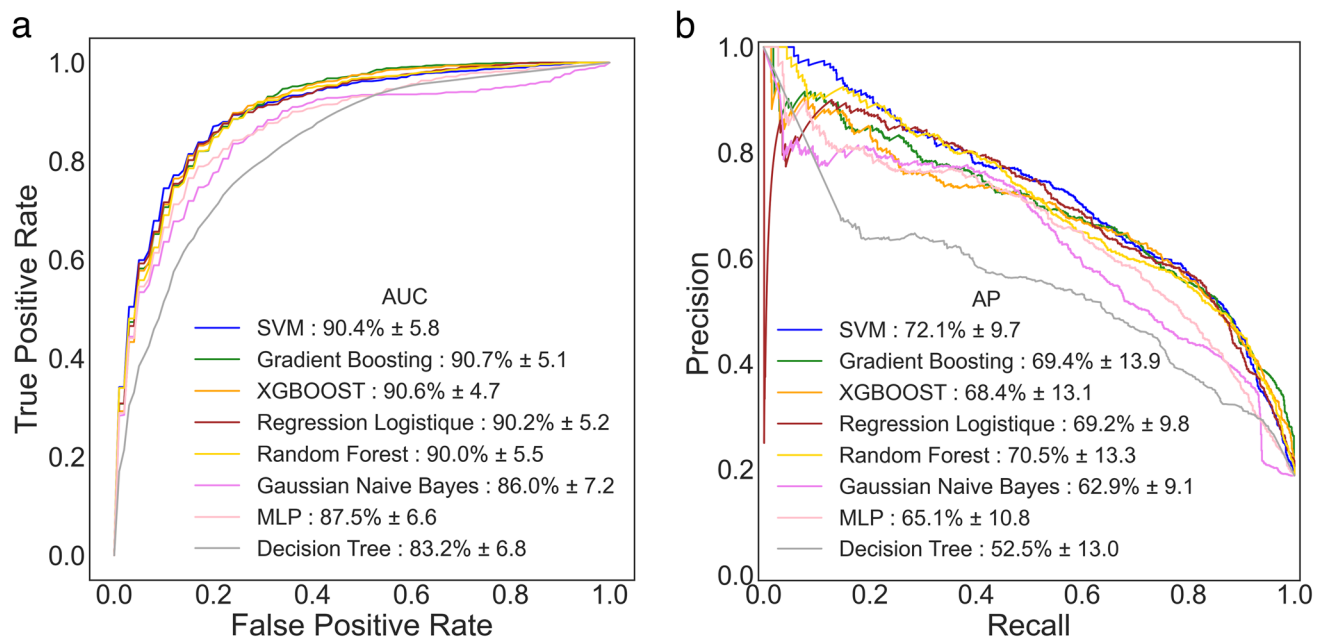 a
True Positive Rate
1.0
0.8
0.6
0.4
0.2
0.0
AUC
SVM : 90.4% ± 5.8
Gradient Boosting : 90.7% ± 5.1
XGBOOST : 90.6% ± 4.7
Regression Logistique : 90.2% ± 5.2
Random Forest : 90.0% ± 5.5
Gaussian Naive Bayes : 86.0% ± 7.2
MLP : 87.5% ± 6.6
Decision Tree : 83.2% ± 6.8
0.0 0.2 0.4 0.6 0.8 1.0
False Positive Rate
b
Precision
1.0
0.8
0.6
0.4
0.2
0.0
AP
SVM : 72.1% ± 9.7
Gradient Boosting : 69.4% ± 13.9
XGBOOST : 68.4% ± 13.1
Regression Logistique : 69.2% ± 9.8
Random Forest : 70.5% ± 13.3
Gaussian Naive Bayes : 62.9% ± 9.1
MLP : 65.1% ± 10.8
Decision Tree : 52.5% ± 13.0
0.0 0.2 0.4 0.6 0.8 1.0
Recall